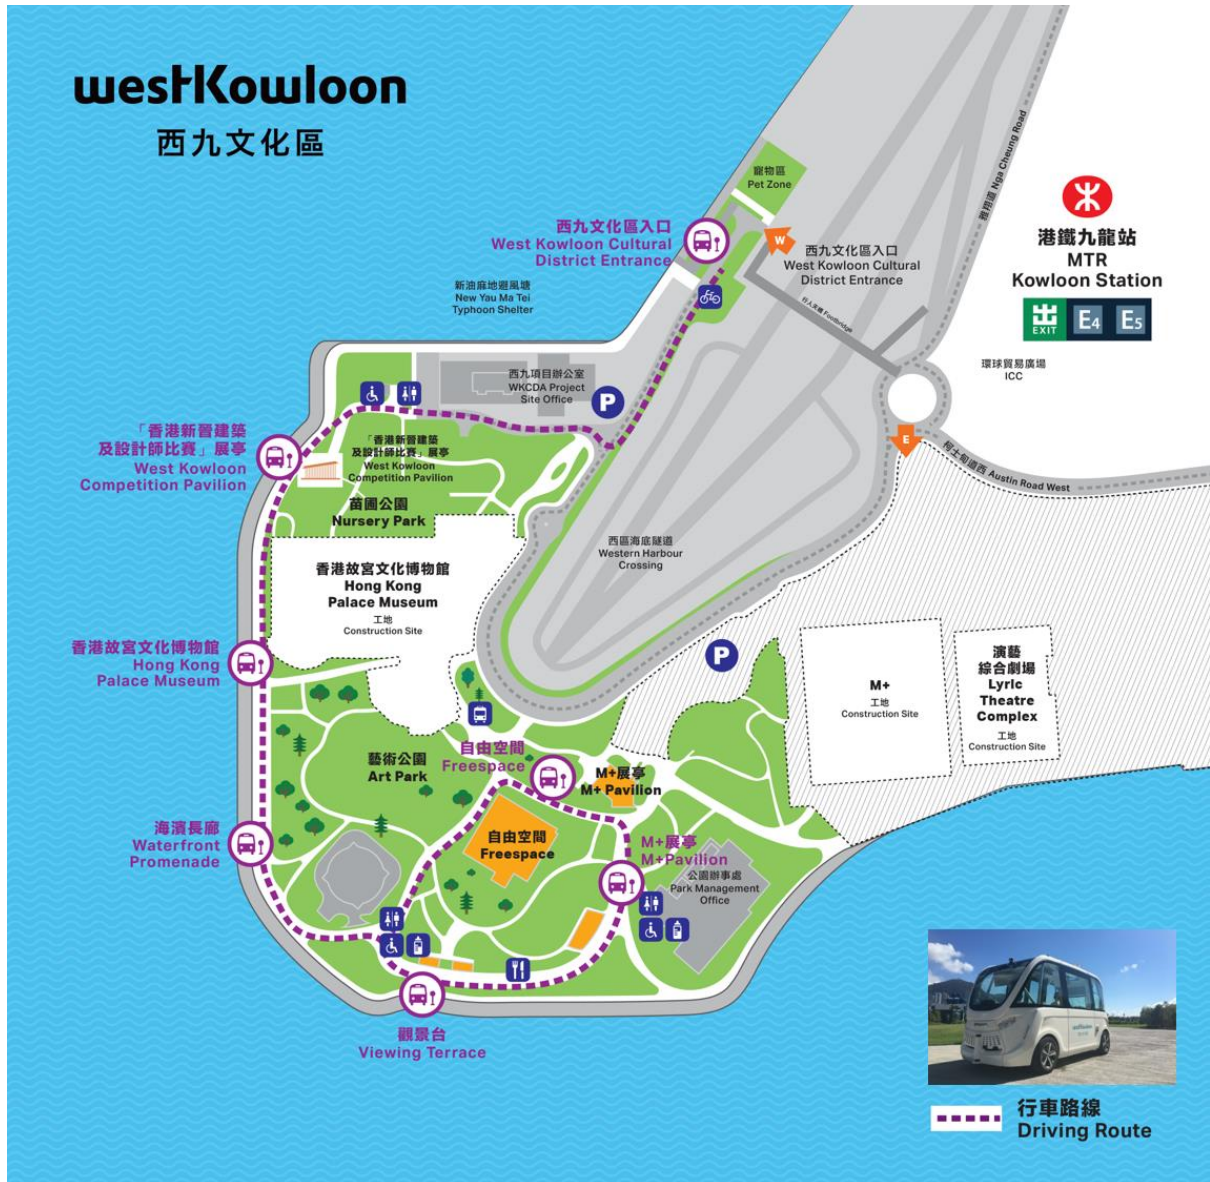 westKowloon
西九文化區
寵物區
Pet Zone
雅翔道 Nga Cheung Road
港鐵九龍站
MTR
Kowloon Station
出
EXIT
E4
E5
西九文化區入口
West Kowloon Cultural
District Entrance
W
西九文化區入口
West Kowloon Cultural
District Entrance
新油麻地避風塘
New Yau Ma Tei
Typhoon Shelter
行人天橋 Footbridge
環球貿易廣場
ICC
西九項目辦公室
WKCDA Project
Site Office
P
E
柯士甸道西 Austin Road West
「香港新晉建築
及設計師比賽」展亭
West Kowloon
Competition Pavilion
「香港新晉建築
及設計師比賽」展亭
West Kowloon
Competition Pavilion
苗圃公園
Nursery Park
西區海底隧道
Western Harbour
Crossing
香港故宮文化博物館
Hong Kong
Palace Museum
工地
Construction Site
香港故宮文化博物館
Hong Kong
Palace Museum
P
M+
工地
Construction Site
演藝
綜合劇場
Lyric
Theatre
Complex
工地
Construction Site
藝術公園
Art Park
自由空間
Freespace
M+展亭
M+ Pavilion
海濱長廊
Waterfront
Promenade
自由空間
Freespace
M+展亭
M+Pavilion
公園辦事處
Park Management
Office
觀景台
Viewing Terrace
westKowloon
行車路線
Driving Route